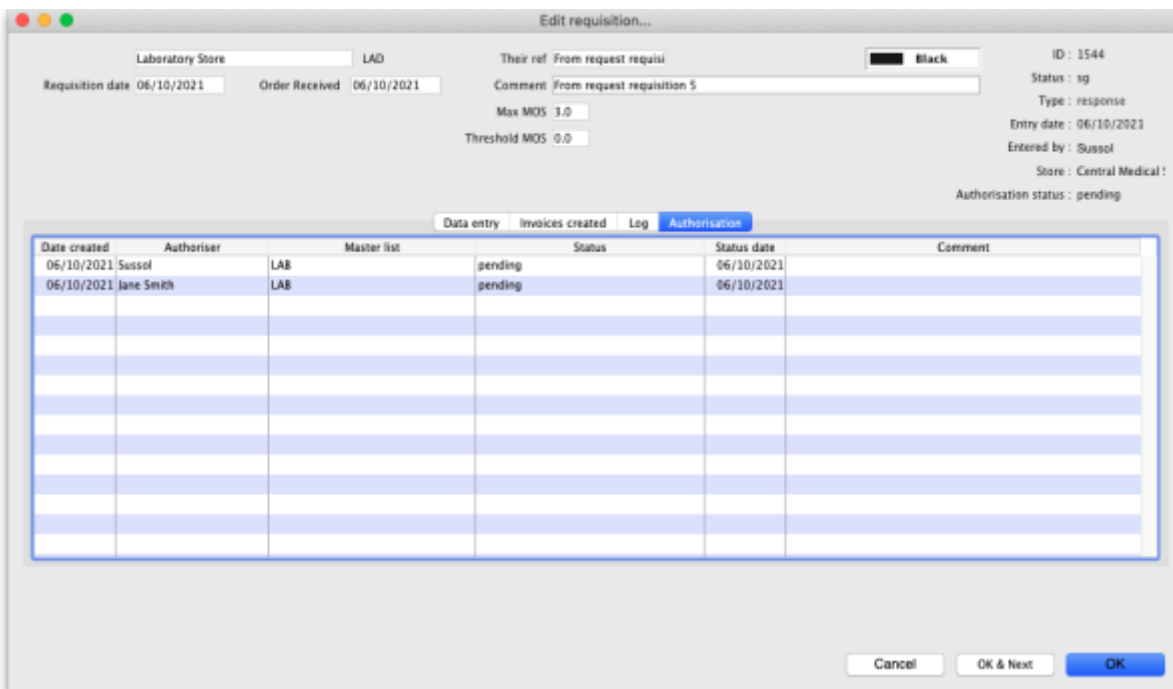 Edit requisition...
Laboratory Store LAD Their ref From request requisi Black ID : 1544
Requisition date 06/10/2021 Order Received 06/10/2021 Comment From request requisition 5 Status : sg
Max MOS 3.0 Type : response
Threshold MOS 0.0 Entry date : 06/10/2021
Entered by : Sussol
Store : Central Medical
Authorisation status : pending
Data entry Invoices created Log Authorisation
Date created Authoriser Master list Status Status date Comment
06/10/2021 Sussol LAB pending 06/10/2021
06/10/2021 Jane Smith LAB pending 06/10/2021
Cancel OK & Next OK